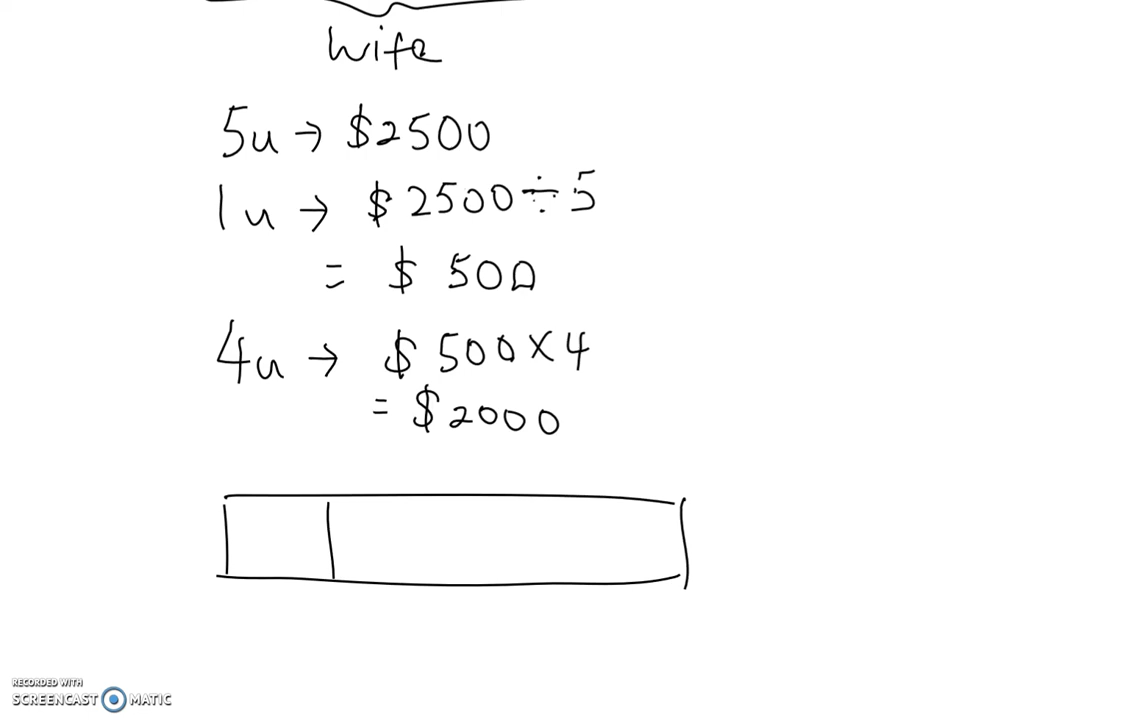 Wife
5u → $2500
1u → $2500÷5
= $500
4u → $500×4
= $2000
RECORDED WITH
SCREENCAST MATIC